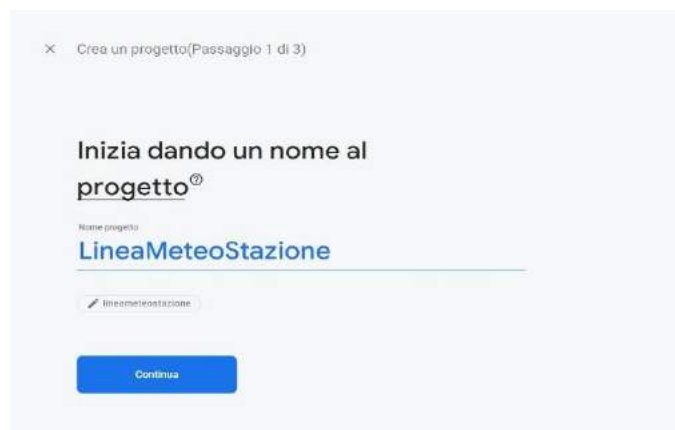 × Crea un progetto(Passaggio 1 di 3)
Inizia dando un nome al
progetto
Nome progetto
LineaMeteoStazione
lineameteostazione
Continua